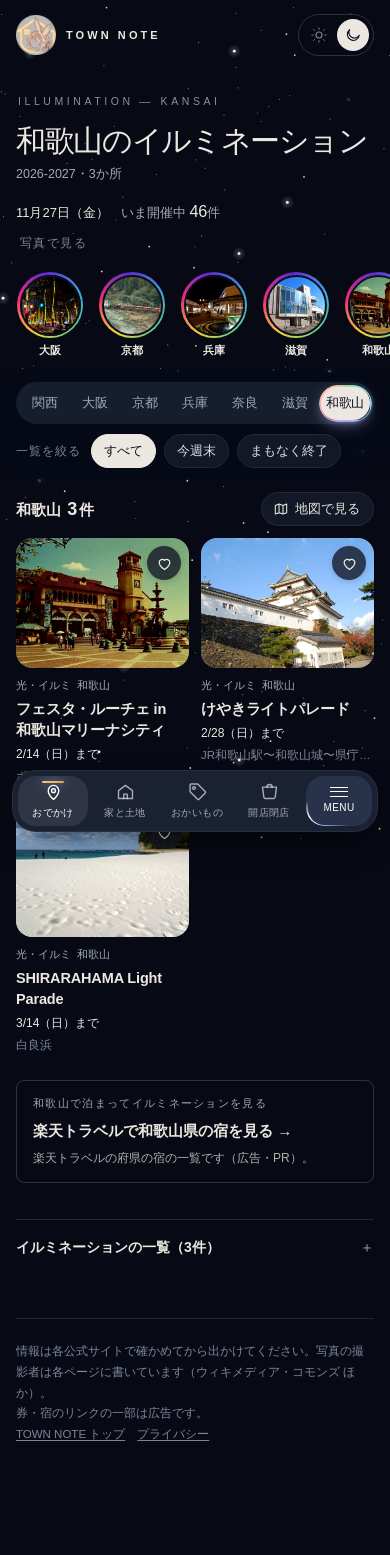 TOWN NOTE
ILLUMINATION — KANSAI
和歌山のイルミネーション
2026-2027・3か所
11月27日（金） いま開催中 46件
写真で見る
大阪 京都 兵庫 滋賀
関西 大阪 京都 兵庫 奈良 滋賀 和歌山
一覧を絞る すべて 今週末 まもなく終了
和歌山 3件 地図で見る
光・イルミ 和歌山
フェスタ・ルーチェ in
和歌山マリーナシティ
2/14（日）まで
光・イルミ 和歌山
けやきライトパレード
2/28（日）まで
JR和歌山駅〜和歌山城〜県庁…
おでかけ 家と土地 おかいもの 開店閉店 MENU
光・イルミ 和歌山
SHIRARAHAMA Light
Parade
3/14（日）まで
白良浜
和歌山で泊まってイルミネーションを見る
楽天トラベルで和歌山県の宿を見る →
楽天トラベルの府県の宿の一覧です（広告・PR）。
イルミネーションの一覧（3件） +
情報は各公式サイトで確かめてから出かけてください。写真の撮
影者は各ページに書いています（ウィキメディア・コモンズ ほ
か）。
券・宿のリンクの一部は広告です。
TOWN NOTE トップ プライバシー